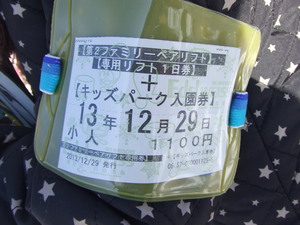 【第2ファミリーペアリフト】
【専用リフト1日券】
+
【キッズパーク入園券】
13年12月29日
小人 1100円
2013/12/29 発行